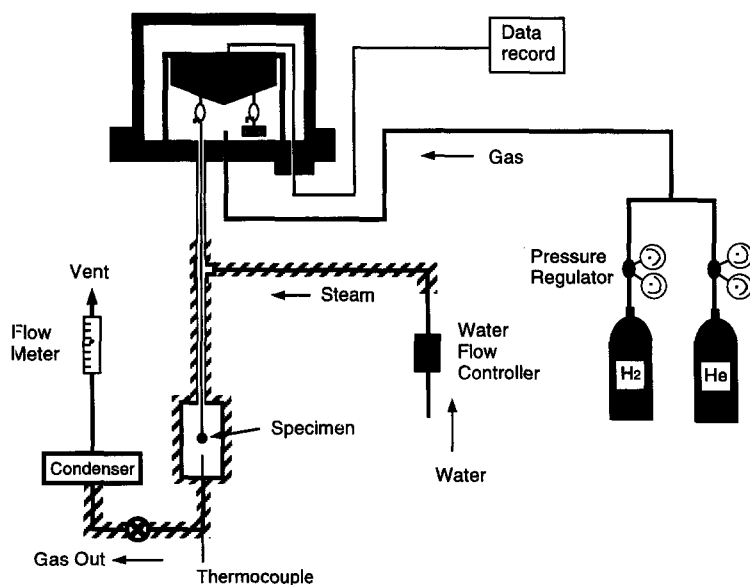 Data
record
Gas
Pressure
Regulator
Vent
Steam
Flow
Meter
Water
Flow
Controller
H2
He
Specimen
Condenser
Water
Gas Out
Thermocouple